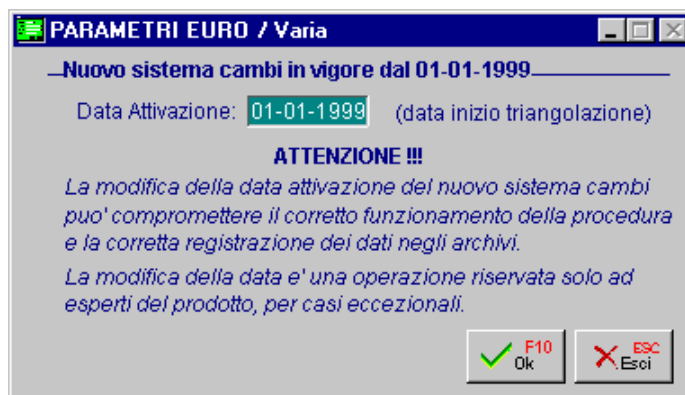 PARAMETRI EURO / Varia
Nuovo sistema cambi in vigore dal 01-01-1999
Data Attivazione: 01-01-1999 (data inizio triangolazione)
ATTENZIONE !!!
La modifica della data attivazione del nuovo sistema cambi
puo' compromettere il corretto funzionamento della procedura
e la corretta registrazione dei dati negli archivi.
La modifica della data e' una operazione riservata solo ad
esperti del prodotto, per casi eccezionali.
F10 ESC
Ok Esci